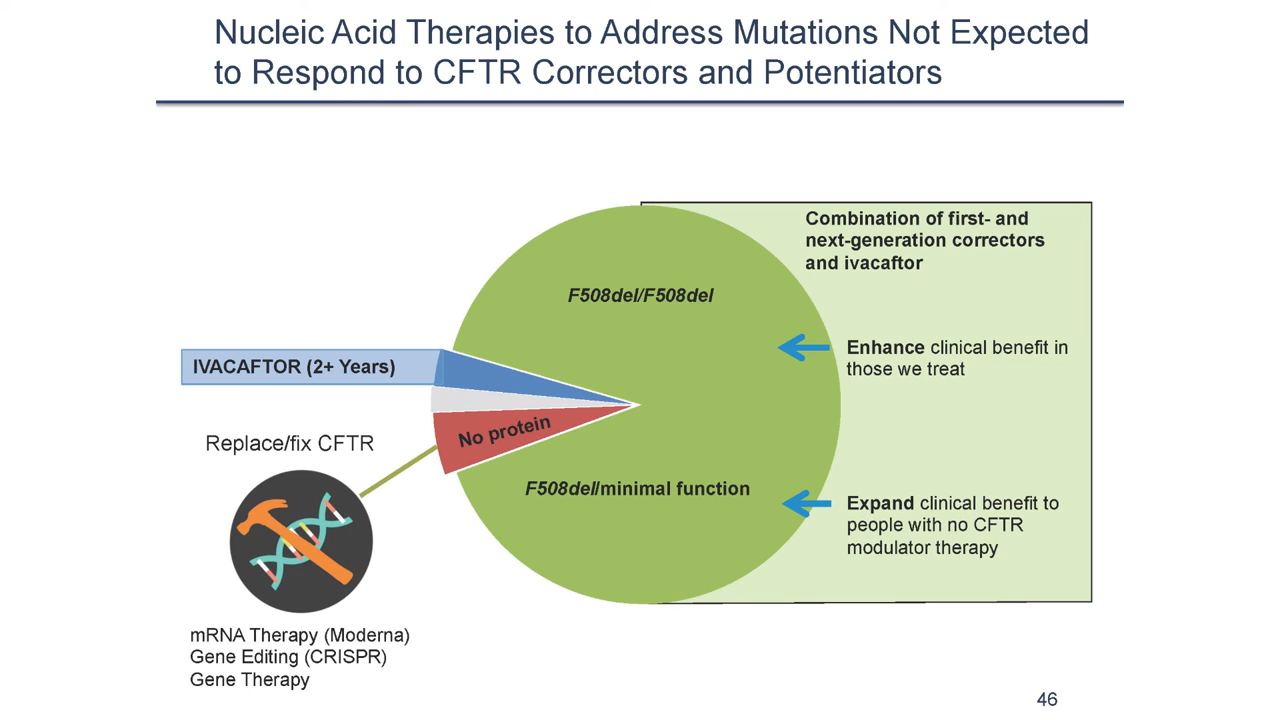 Nucleic Acid Therapies to Address Mutations Not Expected
to Respond to CFTR Correctors and Potentiators
Combination of first- and
next-generation correctors
and ivacaftor
F508del/F508del
Enhance clinical benefit in
those we treat
IVACAFTOR (2+ Years)
No protein
Replace/fix CFTR
F508del/minimal function
Expand clinical benefit to
people with no CFTR
modulator therapy
mRNA Therapy (Moderna)
Gene Editing (CRISPR)
Gene Therapy
46